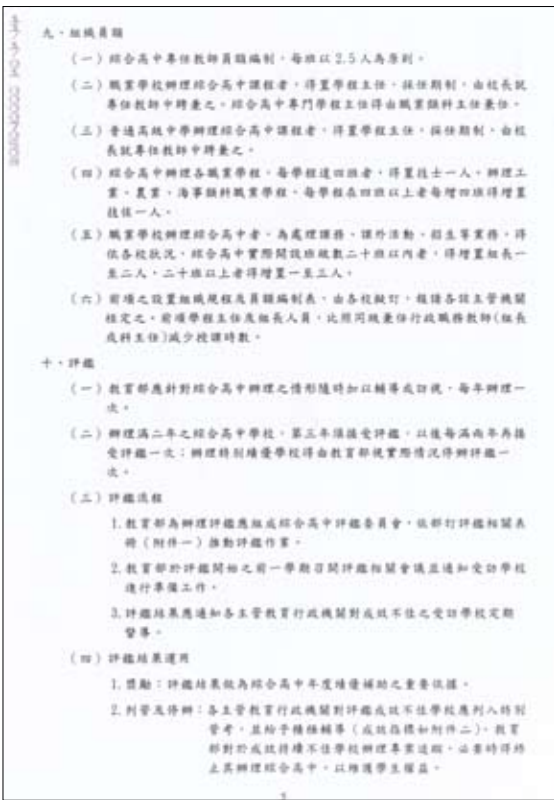 九、組織員額
(一)綜合高中專任教師員額編制,每班以2.5人為原則。
(二)職業學校辦理綜合高中課程者,得置學程主任,採任期制,由校長就
專任教師中聘兼之。綜合高中專門學程主任得由職業類科主任兼任。
(三)普通高級中學辦理綜合高中課程者,得置學程主任,採任期制,由校
長就專任教師中聘兼之。
(四)綜合高中辦理各職業學程,每學程達四班者,得置技士一人,辦理工
業、農業、海事類科職業學程,每學程在四班以上者每增四班得增置
技佐一人。
(五)職業學校辦理綜合高中者,為處理課務、課外活動、招生等業務,得
依各校狀況,綜合高中實際開設班級數二十班以內者,得增置組長一
至二人,二十班以上者得增置一至三人。
(六)前項之設置組織規程及員額編制表,由各校擬訂,報請各該主管機關
核定之。前項學程主任及組長人員,比照同級兼任行政職務教師(組長
或科主任)減少授課時數。
十、評鑑
(一)教育部應針對綜合高中辦理之情形隨時加以輔導或訪視,每年辦理一
次。
(二)辦理滿二年之綜合高中學校,第三年須接受評鑑,以後每滿兩年再接
受評鑑一次;辦理特別績優學校得由教育部視實際情況停辦評鑑一
次。
(三)評鑑流程
1.教育部為辦理評鑑應組成綜合高中評鑑委員會,依部訂評鑑相關表
冊(附件一)推動評鑑作業。
2.教育部於評鑑開始之前一學期召開評鑑相關會議並通知受訪學校
進行準備工作。
3.評鑑結果應通知各主管教育行政機關對成效不佳之受訪學校定期
督導。
(四)評鑑結果運用
1.獎勵:評鑑結果做為綜合高中年度績優補助之重要依據。
2.列管及停辦:各主管教育行政機關對評鑑成效不佳學校應列入特別
管考,並給予積極輔導(成效指標如附件二)。教育
部對於成效持續不佳學校辦理專案追蹤,必要時得終
止其辦理綜合高中,以維護學生權益。